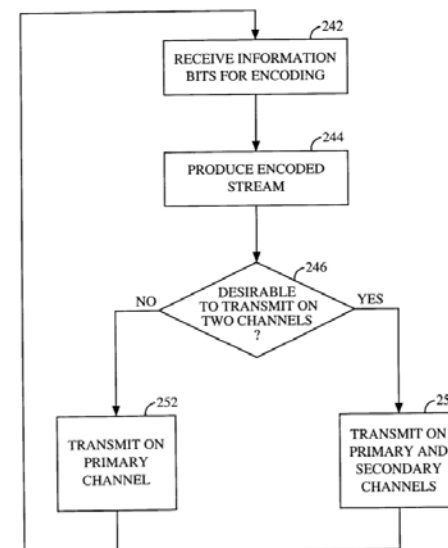 242
RECEIVE INFORMATION
BITS FOR ENCODING
244
PRODUCE ENCODED
STREAM
246
DESIRABLE
TO TRANSMIT ON
TWO CHANNELS
?
NO
YES
252
TRANSMIT ON
PRIMARY
CHANNEL
TRANSMIT ON
PRIMARY AND
SECONDARY
CHANNELS